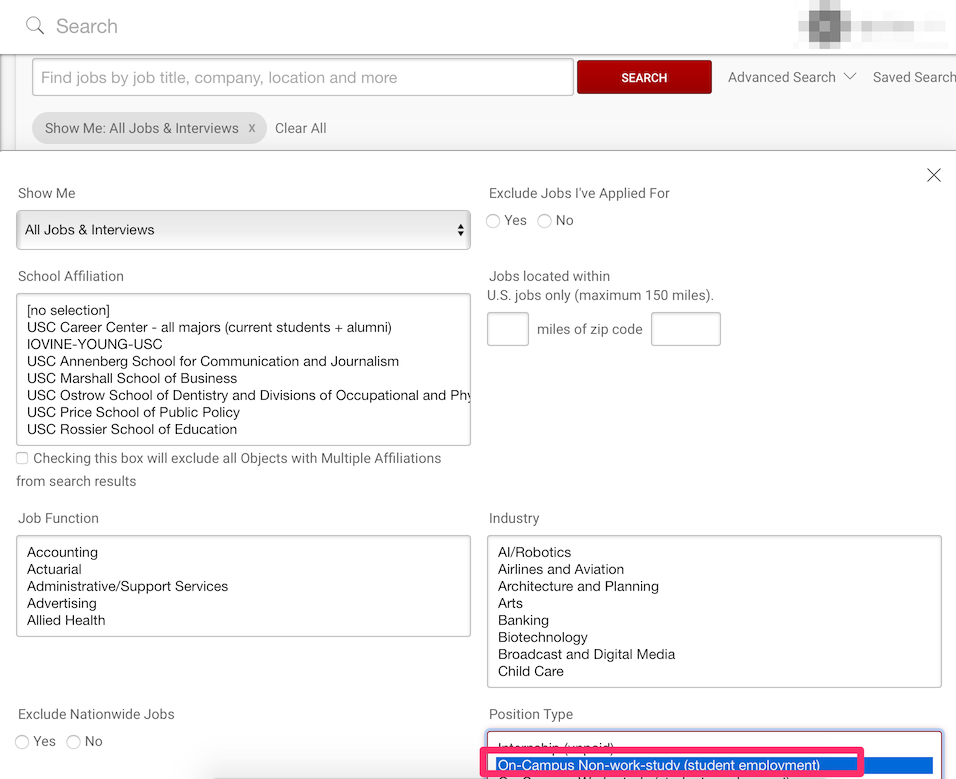 Search
Find jobs by job title, company, location and more
SEARCH
Advanced Search
Saved Search
Show Me: All Jobs & Interviews x
Clear All
Show Me
Exclude Jobs I've Applied For
All Jobs & Interviews
Yes No
School Affiliation
Jobs located within
U.S. jobs only (maximum 150 miles).
[no selection]
USC Career Center - all majors (current students + alumni)
IOVINE-YOUNG-USC
USC Annenberg School for Communication and Journalism
USC Marshall School of Business
USC Ostrow School of Dentistry and Divisions of Occupational and Phy
USC Price School of Public Policy
USC Rossier School of Education
miles of zip code
Checking this box will exclude all Objects with Multiple Affiliations
from search results
Job Function
Accounting
Actuarial
Administrative/Support Services
Advertising
Allied Health
Industry
AI/Robotics
Airlines and Aviation
Architecture and Planning
Arts
Banking
Biotechnology
Broadcast and Digital Media
Child Care
Exclude Nationwide Jobs
Yes No
Position Type
Internship (unpaid)
On-Campus Non-work-study (student employment)